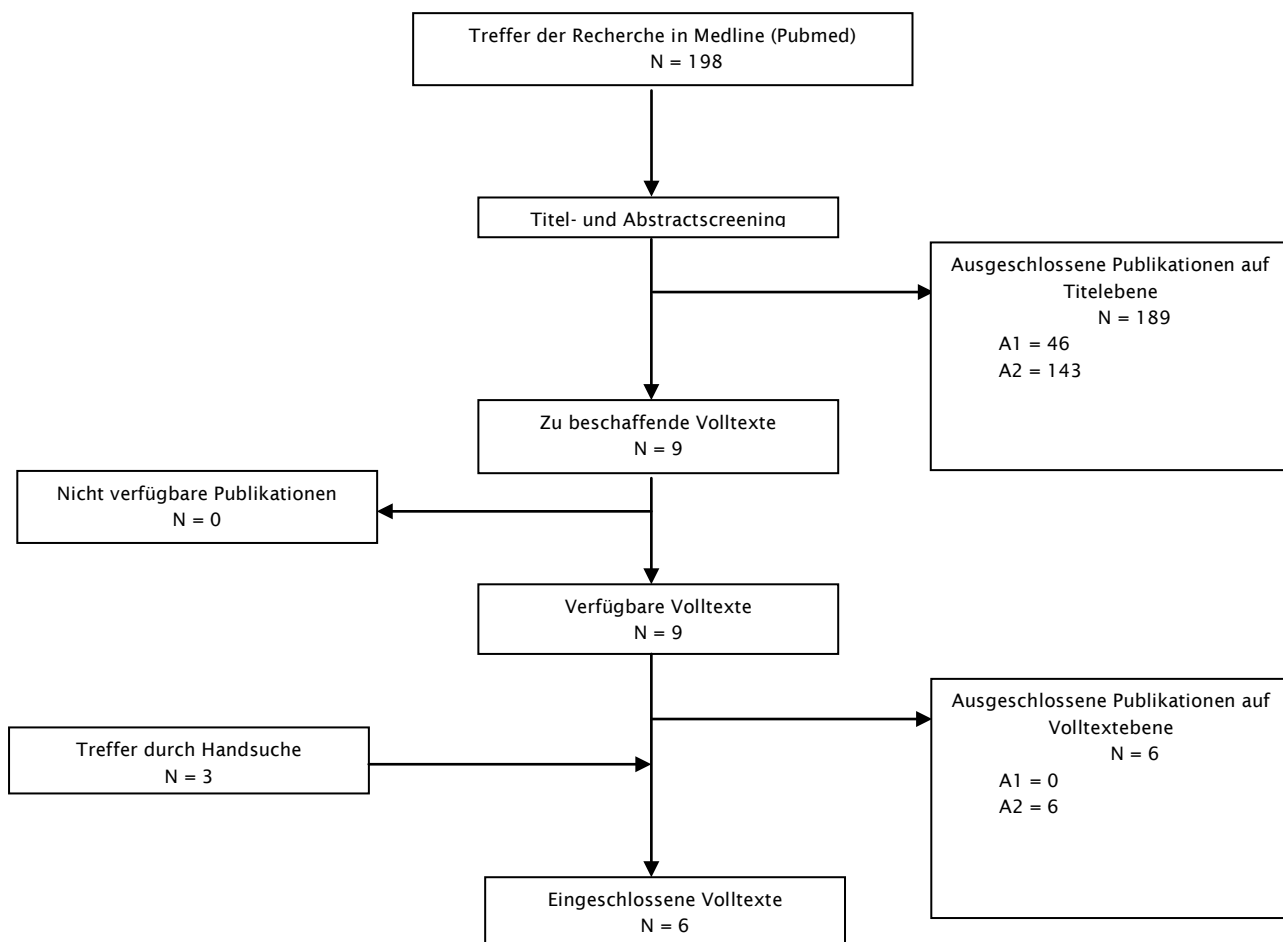 Treffer der Recherche in Medline (Pubmed)
N = 198
Titel- und Abstractscreening
Ausgeschlossene Publikationen auf
Titelebene
N = 189
A1 = 46
A2 = 143
Zu beschaffende Volltexte
N = 9
Nicht verfügbare Publikationen
N = 0
Verfügbare Volltexte
N = 9
Ausgeschlossene Publikationen auf
Volltextebene
N = 6
A1 = 0
A2 = 6
Treffer durch Handsuche
N = 3
Eingeschlossene Volltexte
N = 6